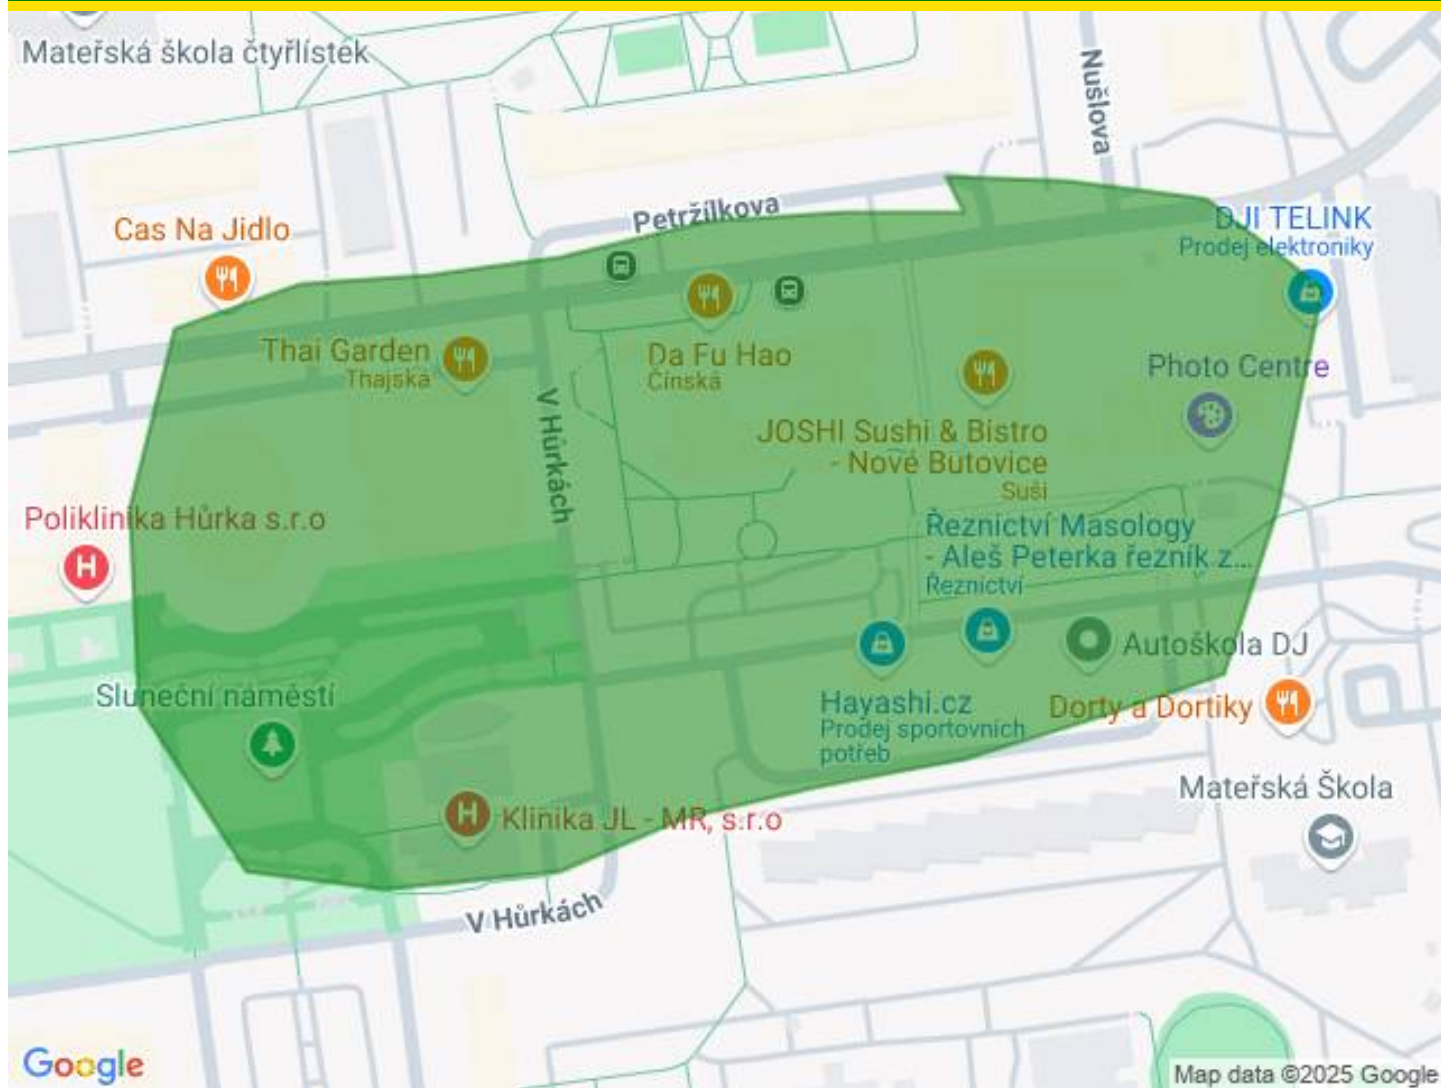 Mateřská škola čtyřlístek
Nušlova
Petržílkova
Cas Na Jidlo
DJI TELINK
Prodej elektroniky
Thai Garden
Thajská
Da Fu Hao
Čínská
Photo Centre
V Hůrkách
JOSHI Sushi & Bistro
- Nové Butovice
Suši
Poliklinika Hůrka s.r.o
Řeznictví Masology
- Aleš Peterka řezník z...
Řeznictví
Autoškola DJ
Sluneční náměstí
Hayashi.cz
Prodej sportovních
potřeb
Dorty a Dortiky
Mateřská Škola
Klinika JL - MR, s.r.o
V Hůrkách
Google
Map data ©2025 Google